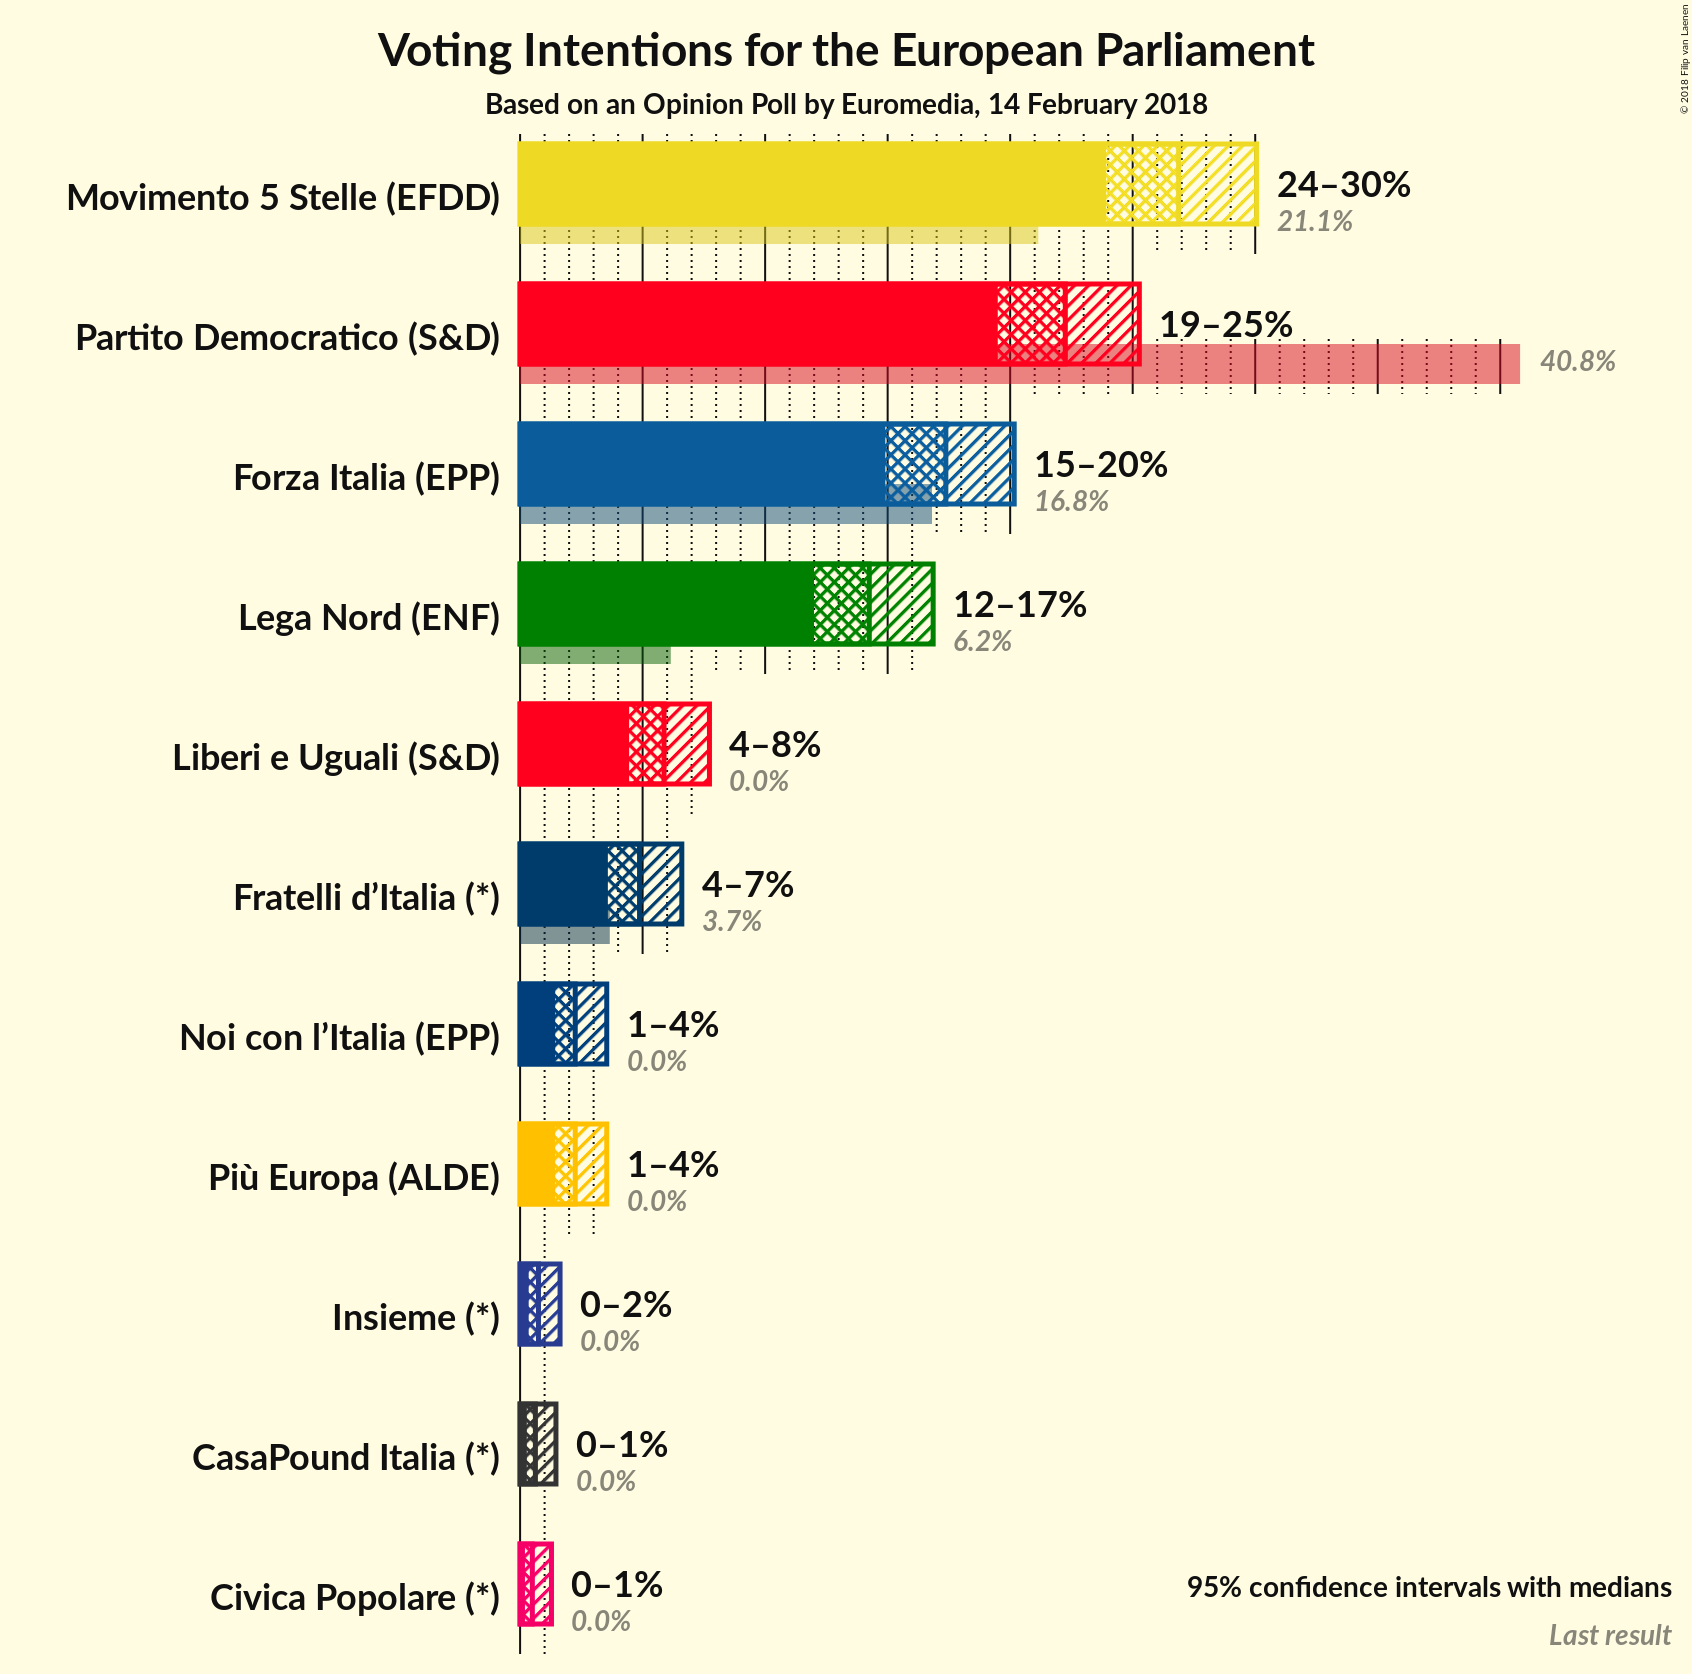 © 2018 Filip van Laenen
Voting Intentions for the European Parliament
Based on an Opinion Poll by Euromedia, 14 February 2018
Movimento 5 Stelle (EFDD)
24–30%
21.1%
Partito Democratico (S&D)
19–25%
40.8%
Forza Italia (EPP)
15–20%
16.8%
Lega Nord (ENF)
12–17%
6.2%
Liberi e Uguali (S&D)
4–8%
0.0%
Fratelli d’Italia (*)
4–7%
3.7%
Noi con l’Italia (EPP)
1–4%
0.0%
Più Europa (ALDE)
1–4%
0.0%
Insieme (*)
0–2%
0.0%
CasaPound Italia (*)
0–1%
0.0%
Civica Popolare (*)
0–1%
0.0%
95% confidence intervals with medians
Last result